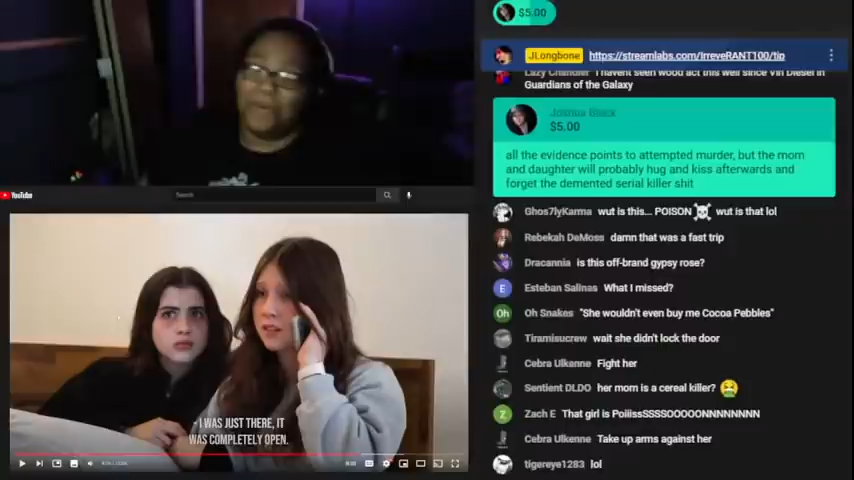 $5.00
JLongbone https://streamlabs.com/IrreveRANT100/tip
Lazy Chandler I havent seen wood act this well since Vin Diesel in
Guardians of the Galaxy
Joshua Black
$5.00
all the evidence points to attempted murder, but the mom
and daughter will probably hug and kiss afterwards and
forget the demented serial killer shit
Ghos7lyKarma wut is this... POISON ☠ wut is that lol
Rebekah DeMoss damn that was a fast trip
Dracannia is this off-brand gypsy rose?
E Esteban Salinas What I missed?
Oh Oh Snakes "She wouldn't even buy me Cocoa Pebbles"
Tiramisucrew wait she didn't lock the door
Cebra Ulkenne Fight her
Sentient DLDO her mom is a cereal killer? 🤮
Z Zach E That girl is PoiiissSSSSOOOOONNNNNNNN
Cebra Ulkenne Take up arms against her
tigereye1283 lol
YouTube
Search
- I WAS JUST THERE, IT
WAS COMPLETELY OPEN.